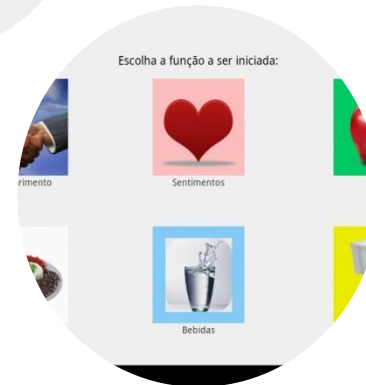 Escolha a função a ser iniciada:
rimento
Sentimentos
Bebidas